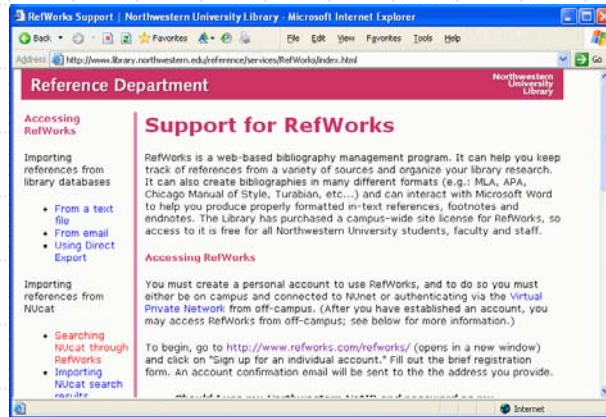 RefWorks Support | Northwestern University Library - Microsoft Internet Explorer
Back Favorites File Edit View Favorites Tools Help
Address http://www.library.northwestern.edu/reference/services/RefWorks/index.html Go
Reference Department
Northwestern
University
Library
Accessing
RefWorks
Importing
references from
library databases
From a text
file
From email
Using Direct
Export
Importing
references from
NUcat
Searching
NUcat through
RefWorks
Importing
NUcat search
results
Support for RefWorks
RefWorks is a web-based bibliography management program. It can help you keep
track of references from a variety of sources and organize your library research.
It can also create bibliographies in many different formats (e.g.: MLA, APA,
Chicago Manual of Style, Turabian, etc...) and can interact with Microsoft Word
to help you produce properly formatted in-text references, footnotes and
endnotes. The Library has purchased a campus-wide site license for RefWorks, so
access to it is free for all Northwestern University students, faculty and staff.
Accessing RefWorks
You must create a personal account to use RefWorks, and to do so you must
either be on campus and connected to NUnet or authenticating via the Virtual
Private Network from off-campus. (After you have established an account, you
may access RefWorks from off-campus; see below for more information.)
To begin, go to http://www.refworks.com/refworks/ (opens in a new window)
and click on "Sign up for an individual account." Fill out the brief registration
form. An account confirmation email will be sent to the the address you provide.
Internet